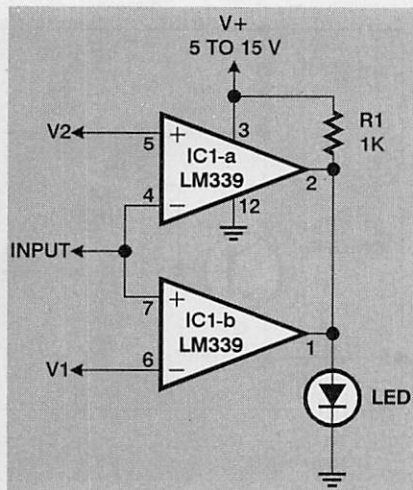 V+
5 TO 15 V
V2
5
+
3
R1
1K
IC1-a
LM339
2
4
−
12
INPUT
7
+
IC1-b
LM339
1
V1
6
−
LED